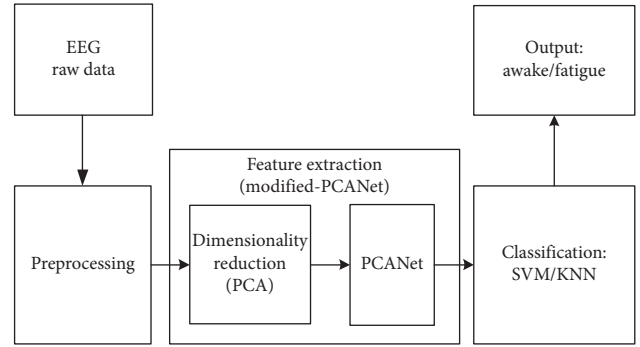 EEG
raw data
Output:
awake/fatigue
Feature extraction
(modified-PCANet)
Preprocessing
Dimensionality
reduction
(PCA)
PCANet
Classification:
SVM/KNN